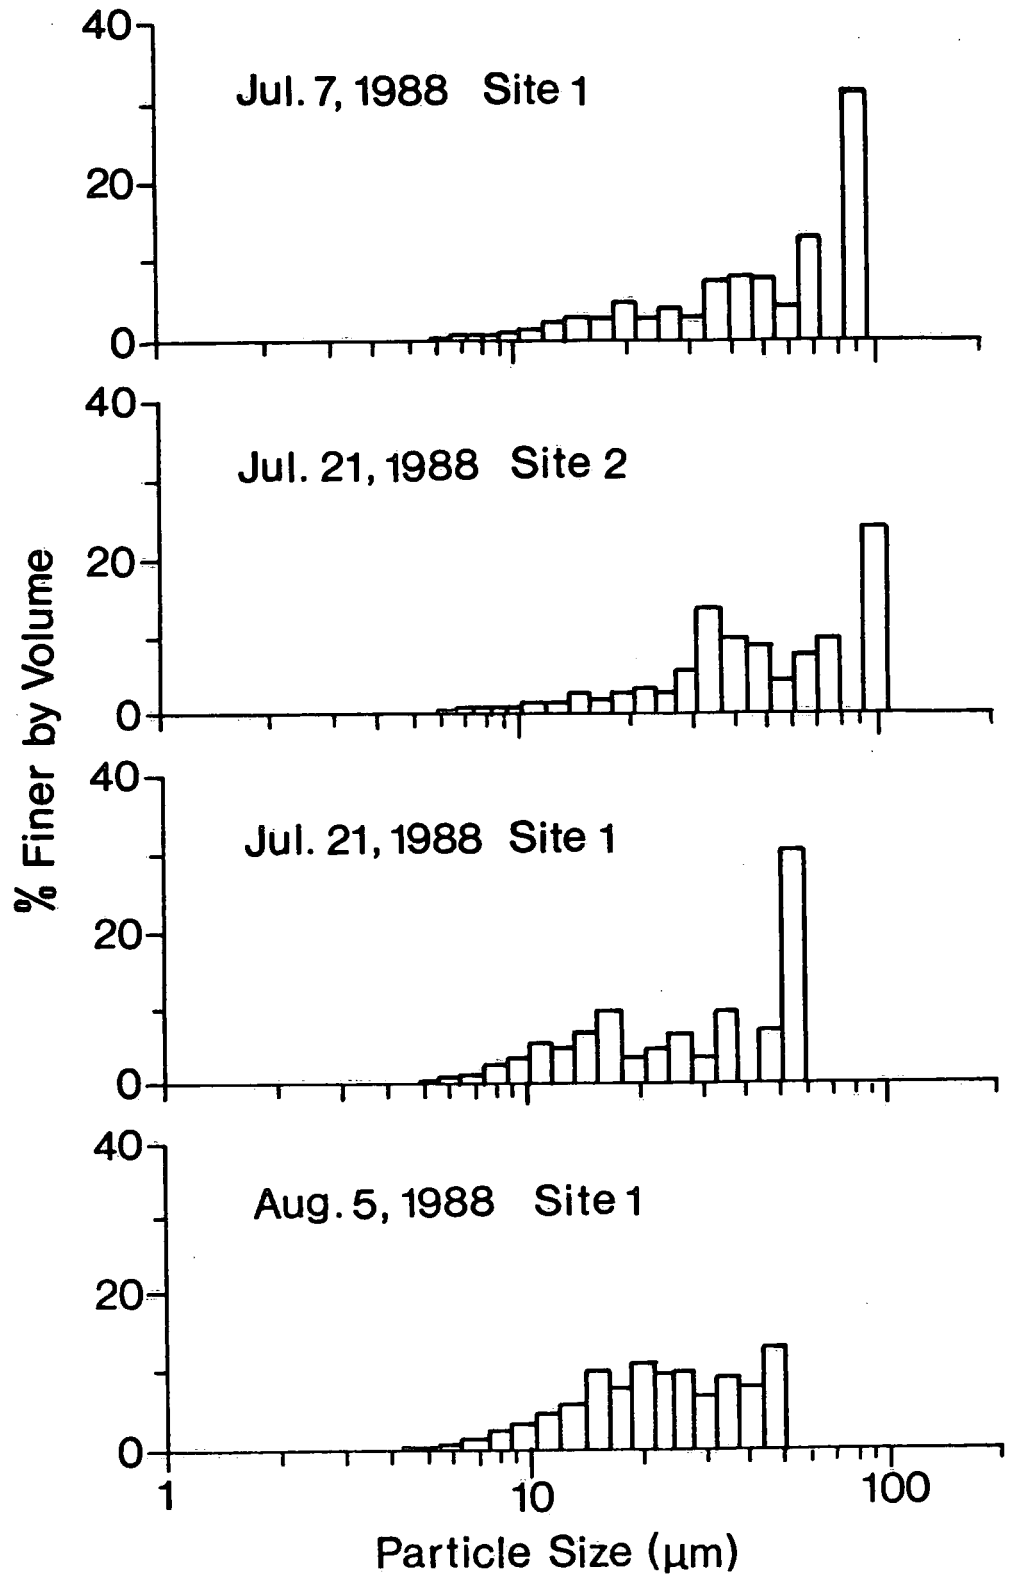 40
Jul. 7, 1988 Site 1
20
0
40
Jul. 21, 1988 Site 2
20
0
% Finer by Volume
40
Jul. 21, 1988 Site 1
20
0
40
Aug. 5, 1988 Site 1
20
0
1 10 100
Particle Size (µm)